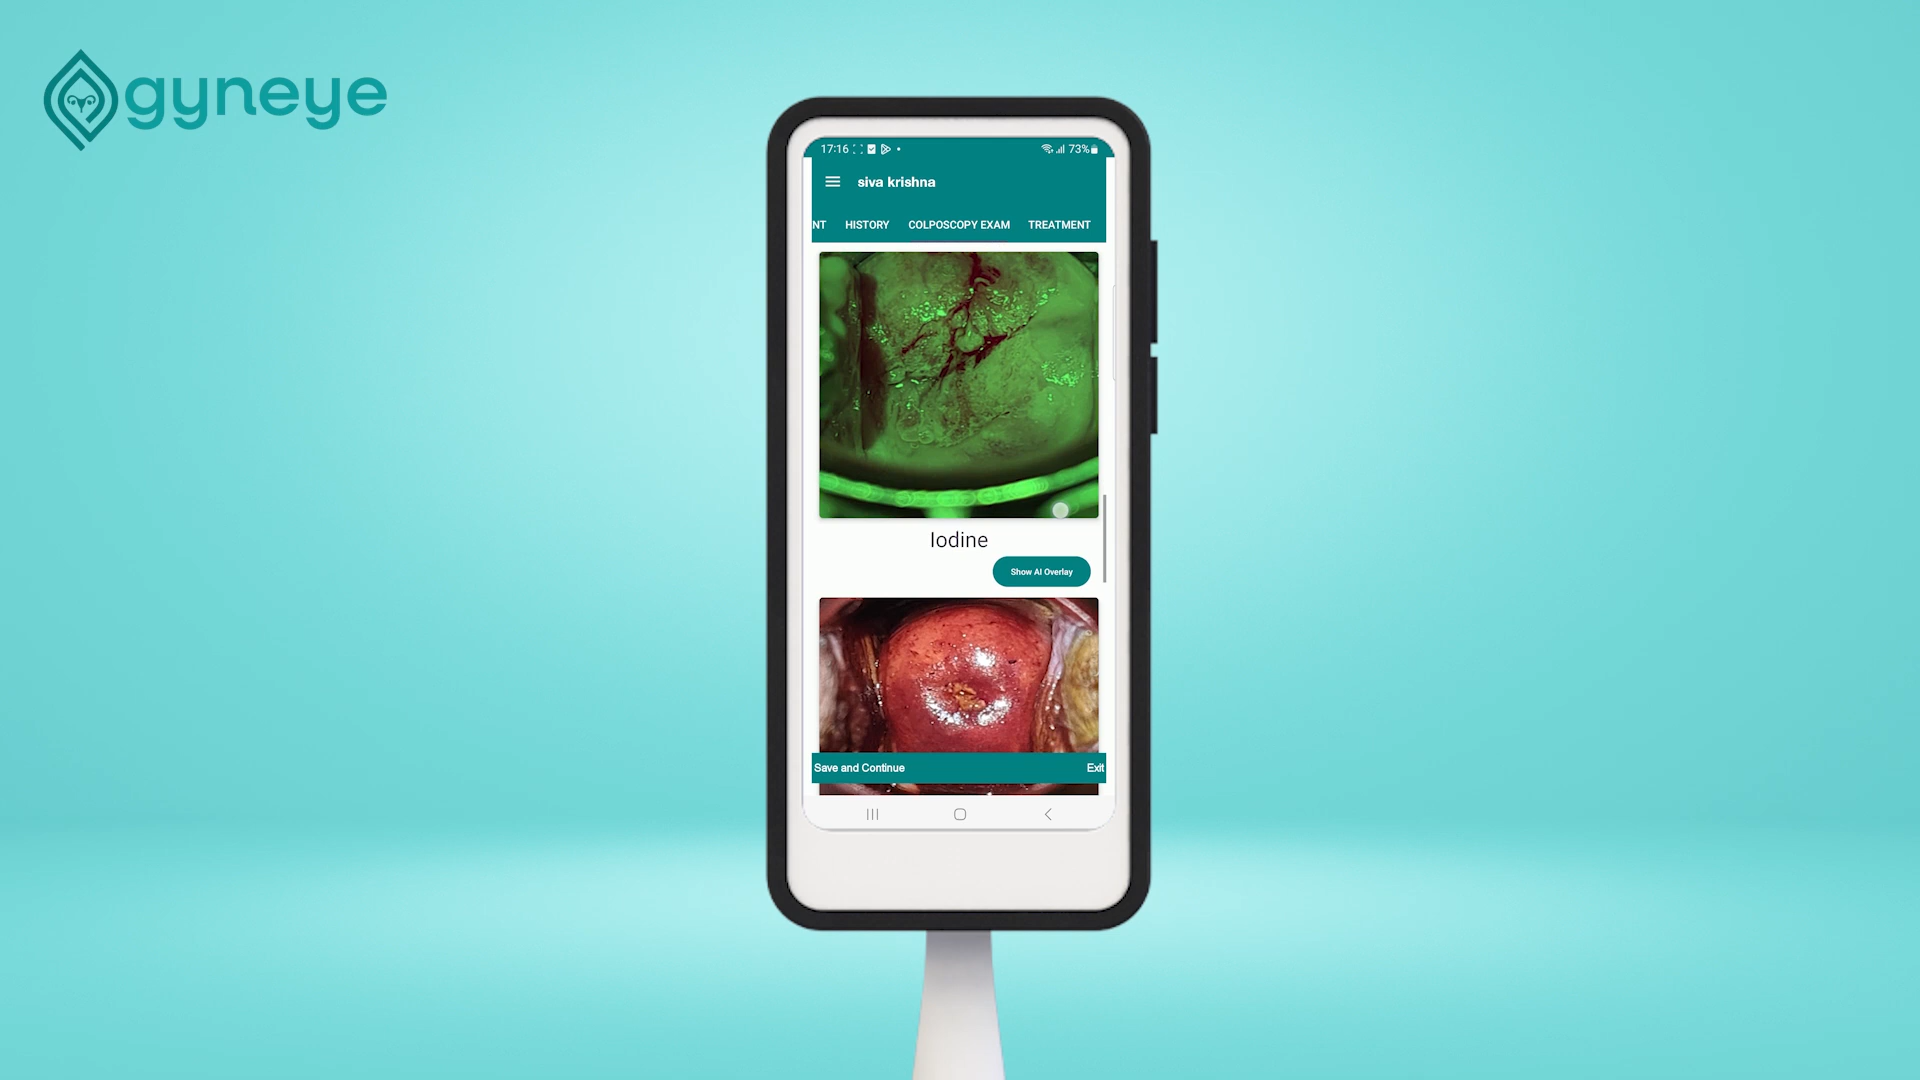 gyneye
17:16 73%
siva krishna
NT HISTORY COLPOSCOPY EXAM TREATMENT
Iodine
Show AI Overlay
Save and Continue Exit